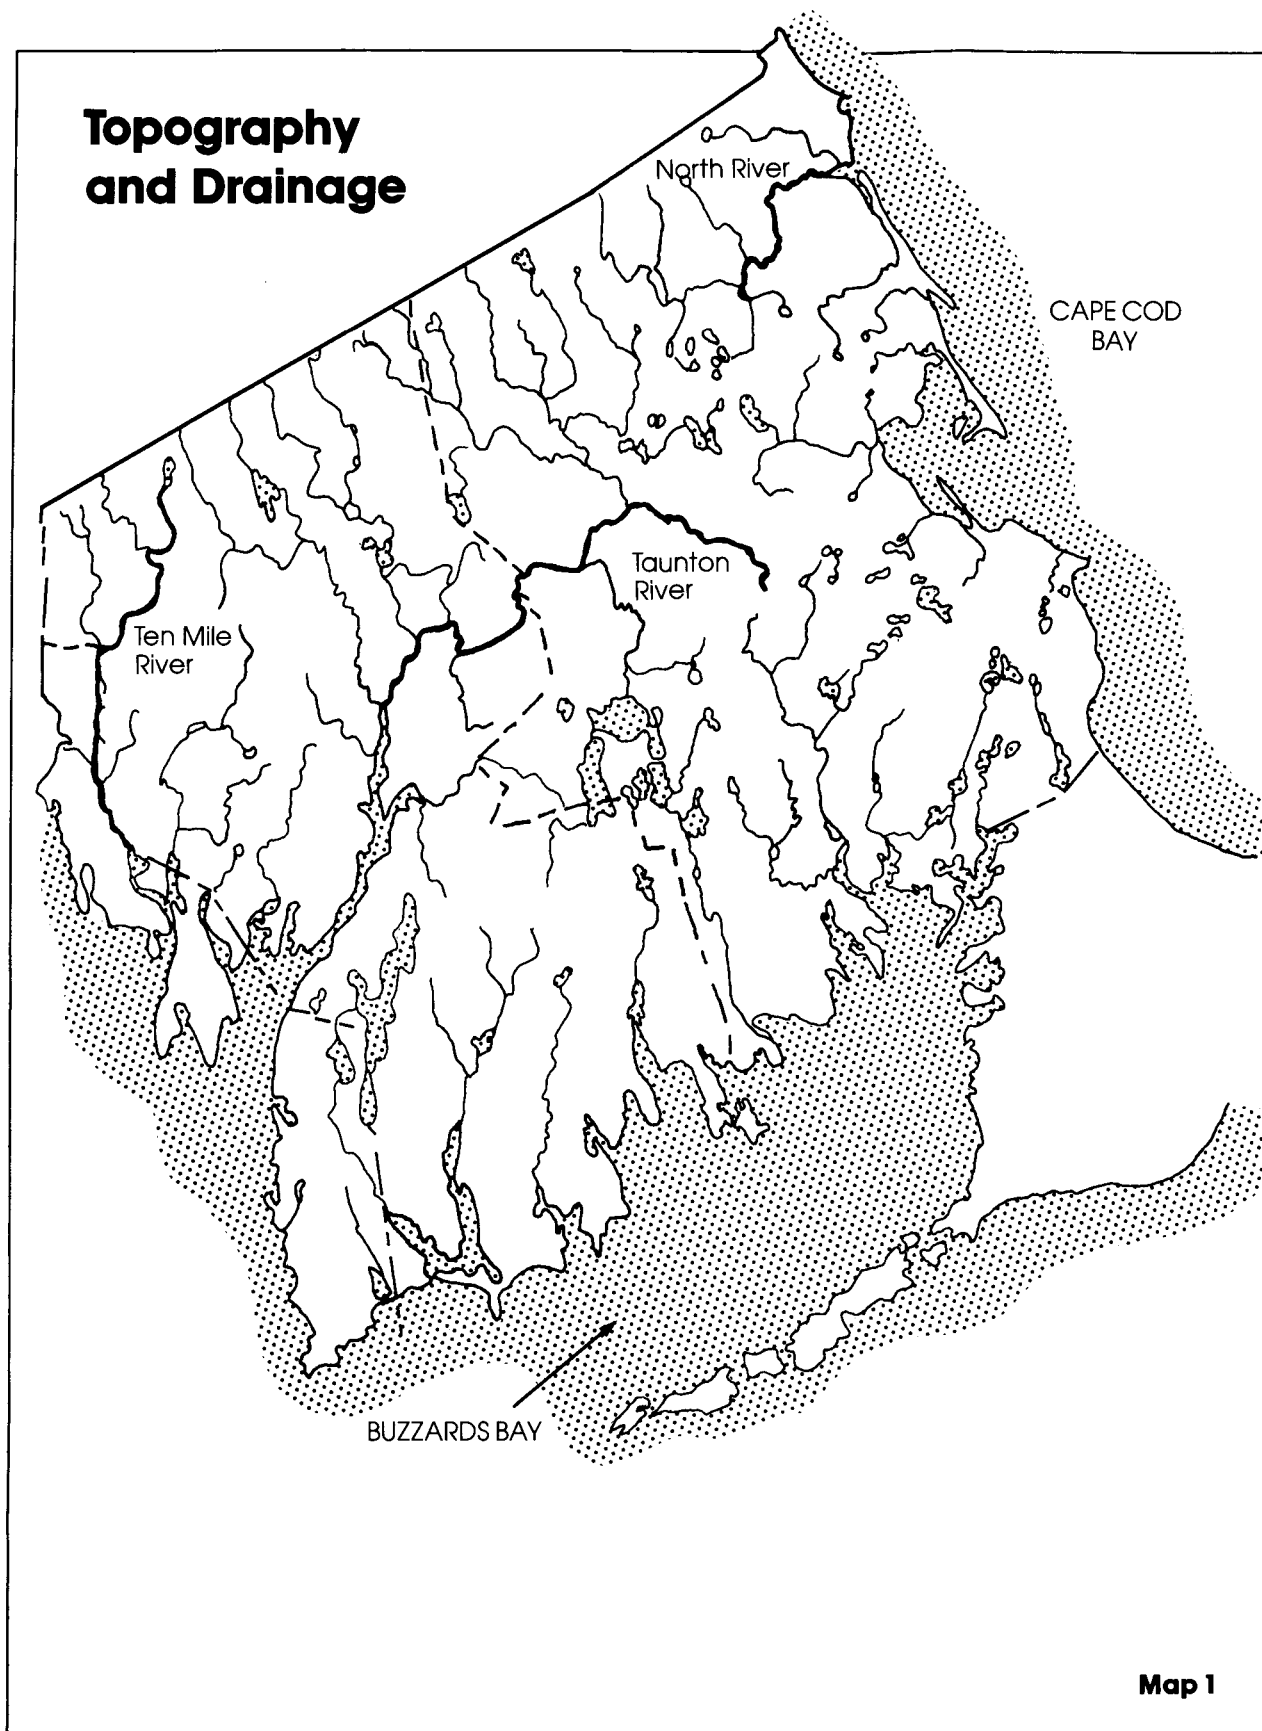 Topography
and Drainage
North River
CAPE COD
BAY
Taunton
River
Ten Mile
River
BUZZARDS BAY
Map 1